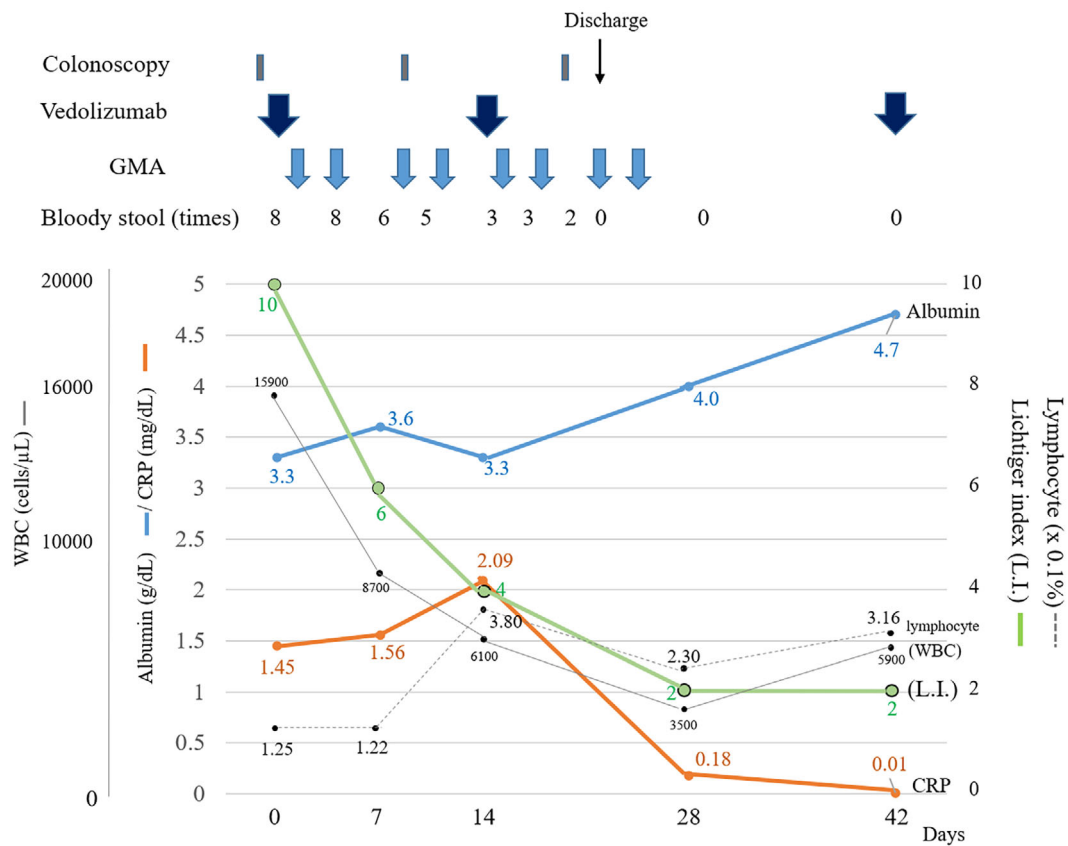 Discharge
Colonoscopy
Vedolizumab
GMA
Bloody stool (times) 8 8 6 5 3 3 2 0 0 0
20000
16000
10000
0
WBC (cells/μL)
Albumin (g/dL) / CRP (mg/dL)
5
4.5
4
3.5
3
2.5
2
1.5
1
0.5
0
10
8
6
4
2
0
Lymphocyte (x 0.1%)
Lichtiger index (L.I.)
10
6
4
2
2
15900
8700
6100
3500
5900
3.3
3.6
3.3
4.0
4.7
Albumin
1.45
1.56
2.09
0.18
0.01
CRP
1.25
1.22
3.80
2.30
3.16
lymphocyte
(WBC)
(L.I.)
0 7 14 28 42
Days